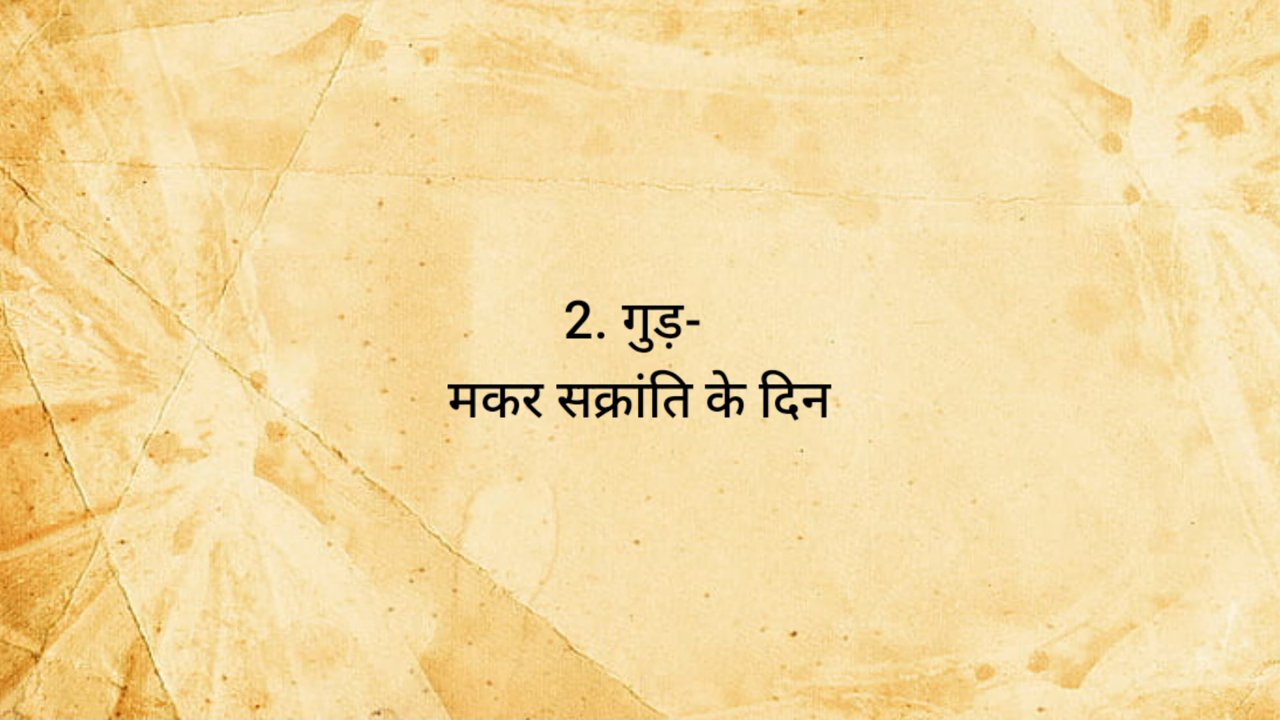 2. गुड़-
मकर सक्रांति के दिन